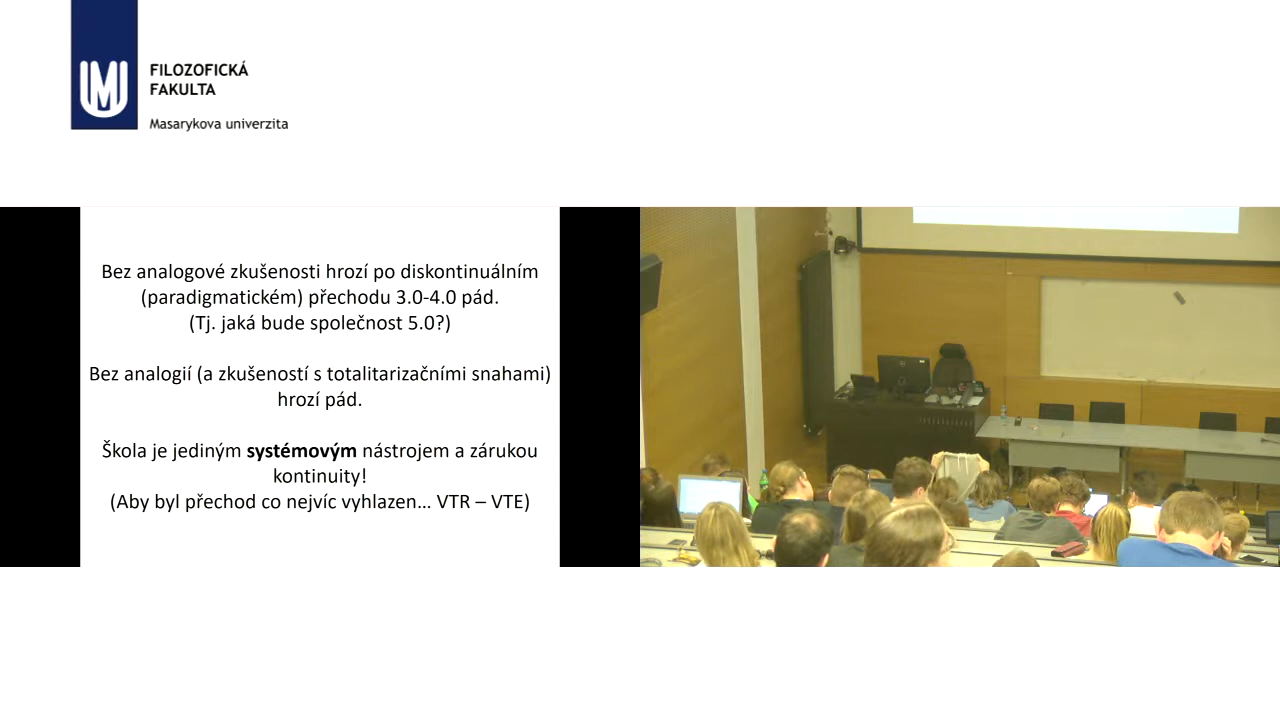 FILOZOFICKÁ
FAKULTA
Masarykova univerzita
Bez analogové zkušenosti hrozí po diskontinuálním
(paradigmatickém) přechodu 3.0-4.0 pád.
(Tj. jaká bude společnost 5.0?)
Bez analogií (a zkušeností s totalitarizačními snahami)
hrozí pád.
Škola je jediným systémovým nástrojem a zárukou
kontinuity!
(Aby byl přechod co nejvíc vyhlazen… VTR – VTE)